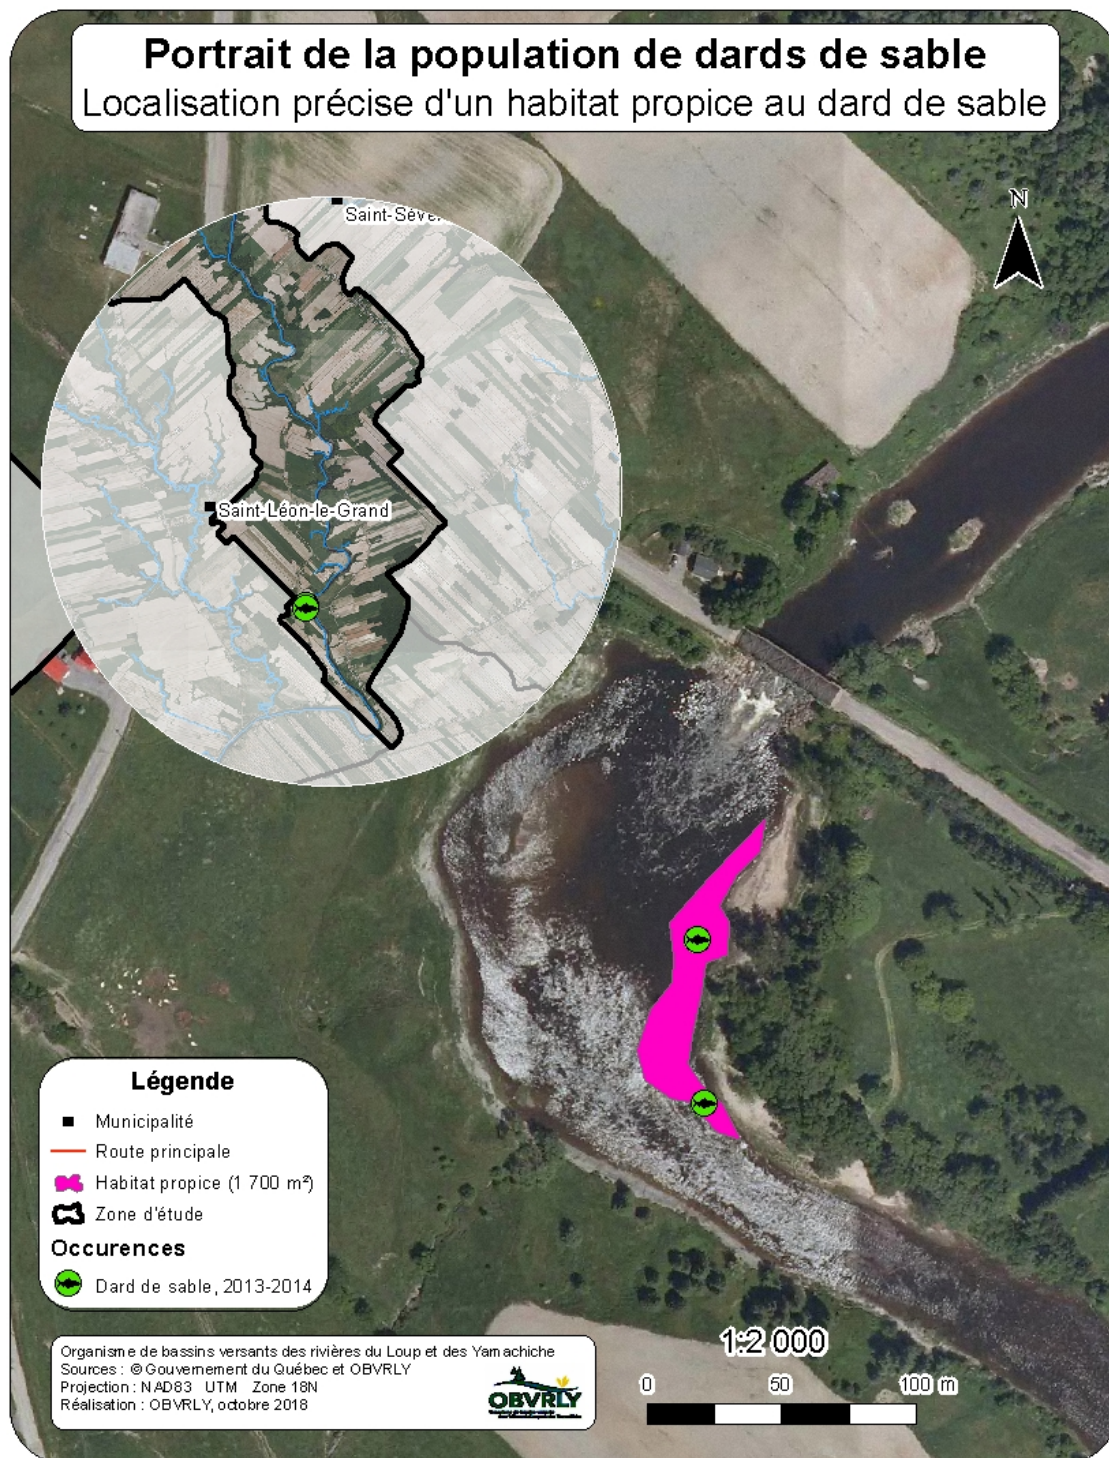 Portrait de la population de dards de sable
Localisation précise d'un habitat propice au dard de sable
N
Saint-Séve
Saint-Léon-le-Grand
Légende
Municipalité
Route principale
Habitat propice (1 700 m²)
Zone d'étude
Occurences
Dard de sable, 2013-2014
Organisme de bassins versants des rivières du Loup et des Yamachiche
Sources : © Gouvernement du Québec et OBVRLY
Projection : NAD83 UTM Zone 18N
Réalisation : OBVRLY, octobre 2018
OBVRLY
1:2 000
0 50 100 m